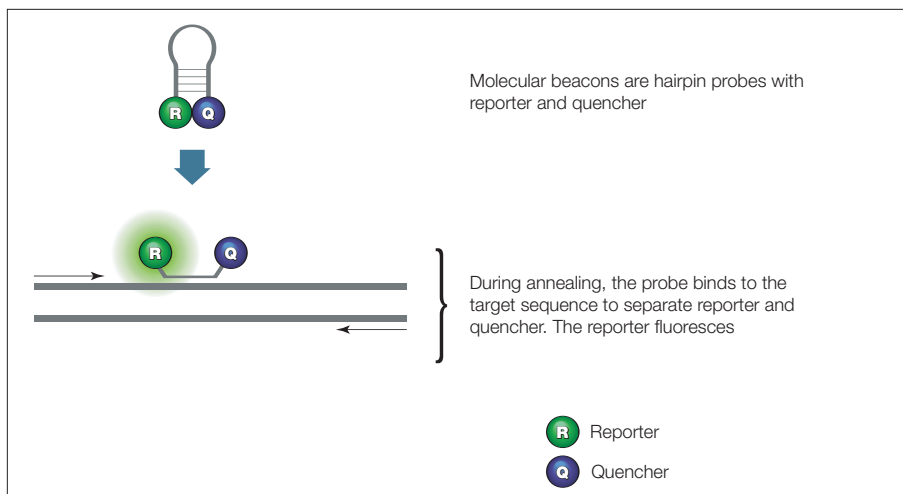 Molecular beacons are hairpin probes with
reporter and quencher
R Q
R Q
During annealing, the probe binds to the
target sequence to separate reporter and
quencher. The reporter fluoresces
R Reporter
Q Quencher